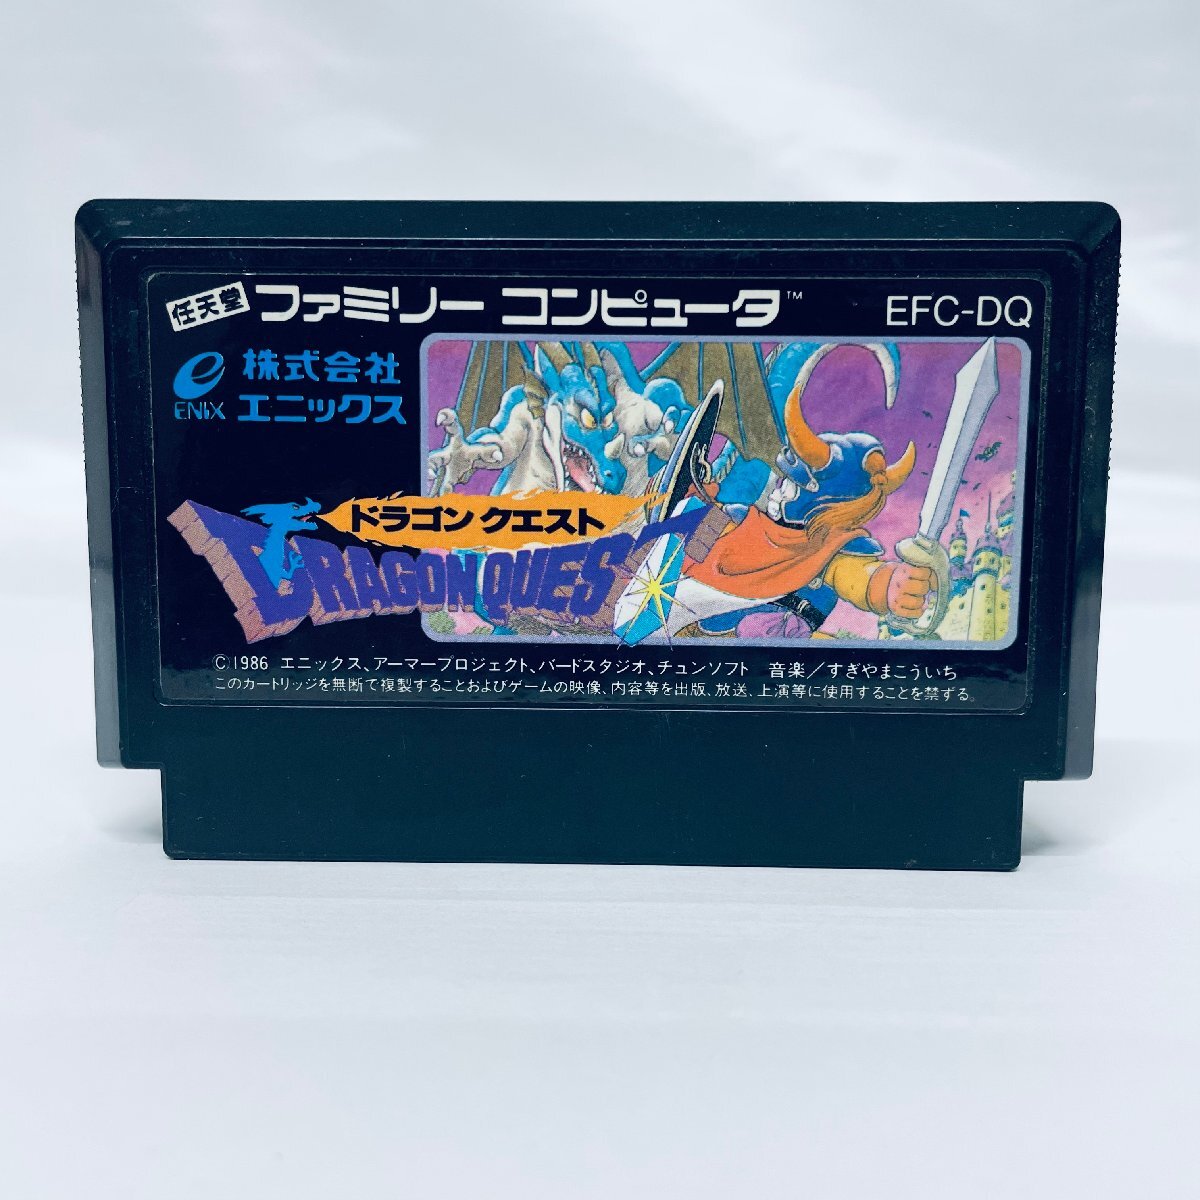 任天堂 ファミリー コンピュータ™ EFC-DQ
ENIX 株式会社
エニックス
ドラゴンクエスト
DRAGON QUEST
©1986 エニックス、アーマープロジェクト、バードスタジオ、チュンソフト 音楽/すぎやまこういち
このカートリッジを無断で複製することおよびゲームの映像、内容等を出版、放送、上演等に使用することを禁ずる。